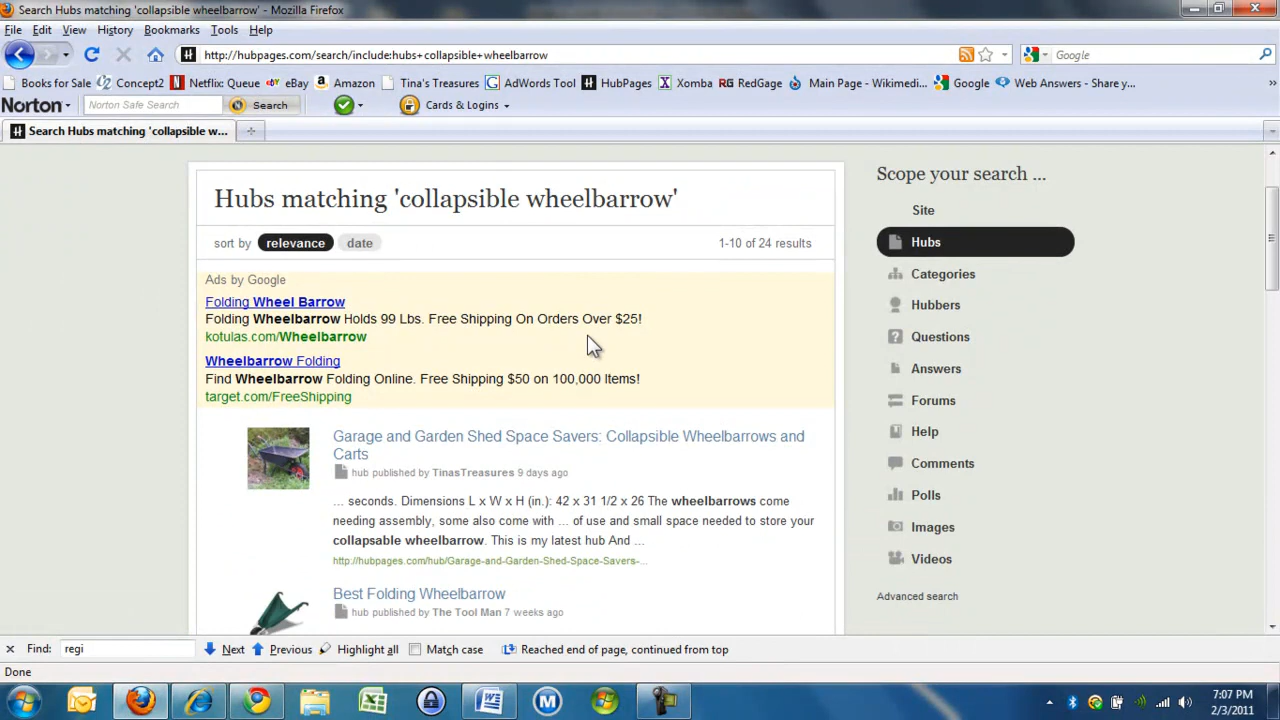 Search Hubs matching 'collapsible wheelbarrow' - Mozilla Firefox
File Edit View History Bookmarks Tools Help
http://hubpages.com/search/include:hubs+collapsible+wheelbarrow
Google
Books for Sale Concept2 Netflix Queue eBay Amazon Tina's Treasures AdWords Tool HubPages Xomba RedGage Main Page - Wikimedi... Google Web Answers - Share y...
Norton Norton Safe Search Search Cards & Logins
Search Hubs matching 'collapsible w...
Hubs matching 'collapsible wheelbarrow'
sort by relevance date 1-10 of 24 results
Ads by Google
Folding Wheel Barrow
Folding Wheelbarrow Holds 99 Lbs. Free Shipping On Orders Over $25!
kotulas.com/Wheelbarrow
Wheelbarrow Folding
Find Wheelbarrow Folding Online. Free Shipping $50 on 100,000 Items!
target.com/FreeShipping
Garage and Garden Shed Space Savers: Collapsible Wheelbarrows and
Carts
hub published by TinasTreasures 9 days ago
... seconds. Dimensions L x W x H (in.): 42 x 31 1/2 x 26 The wheelbarrows come
needing assembly, some also come with ... of use and small space needed to store your
collapsable wheelbarrow. This is my latest hub And ...
http://hubpages.com/hub/Garage-and-Garden-Shed-Space-Savers-...
Best Folding Wheelbarrow
hub published by The Tool Man 7 weeks ago
Scope your search ...
Site
Hubs
Categories
Hubbers
Questions
Answers
Forums
Help
Comments
Polls
Images
Videos
Advanced search
Find: regi Next Previous Highlight all Match case Reached end of page, continued from top
Done
7:07 PM
2/3/2011